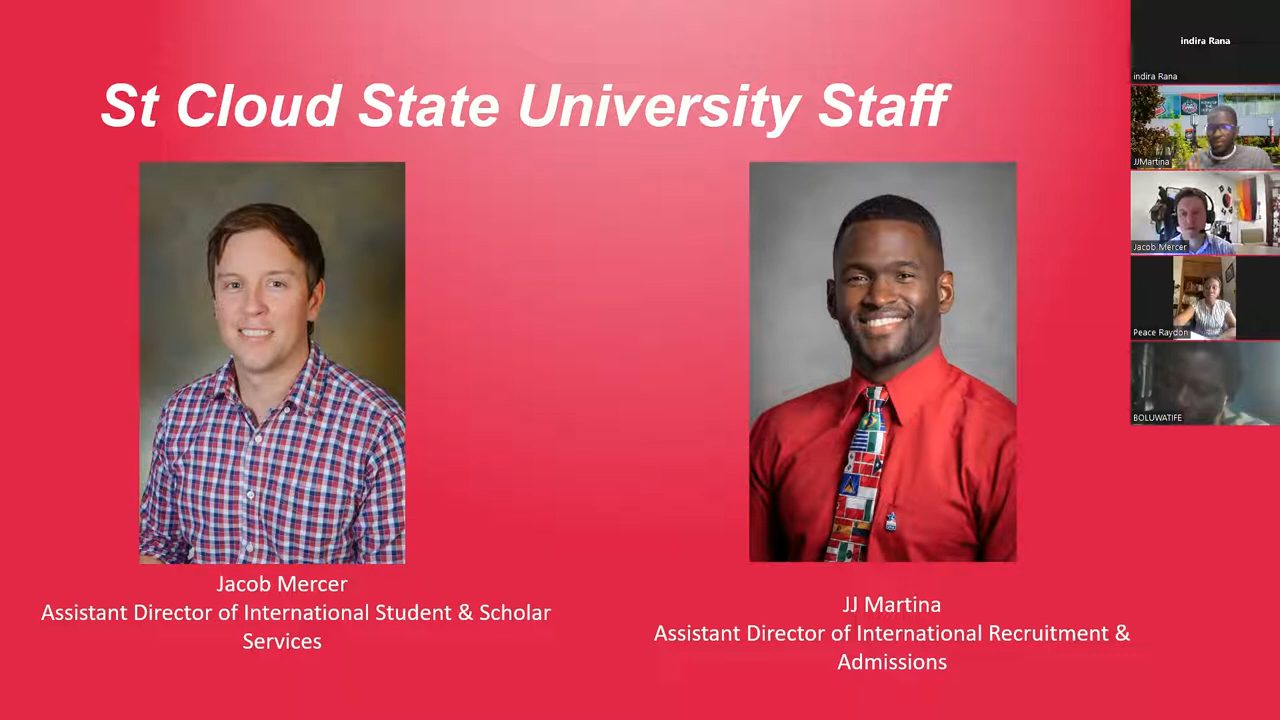 St Cloud State University Staff
Jacob Mercer
Assistant Director of International Student & Scholar
Services
JJ Martina
Assistant Director of International Recruitment &
Admissions
indira Rana
indira Rana
JJMartina
Jacob Mercer
Peace Raydon
BOLUWATIFE